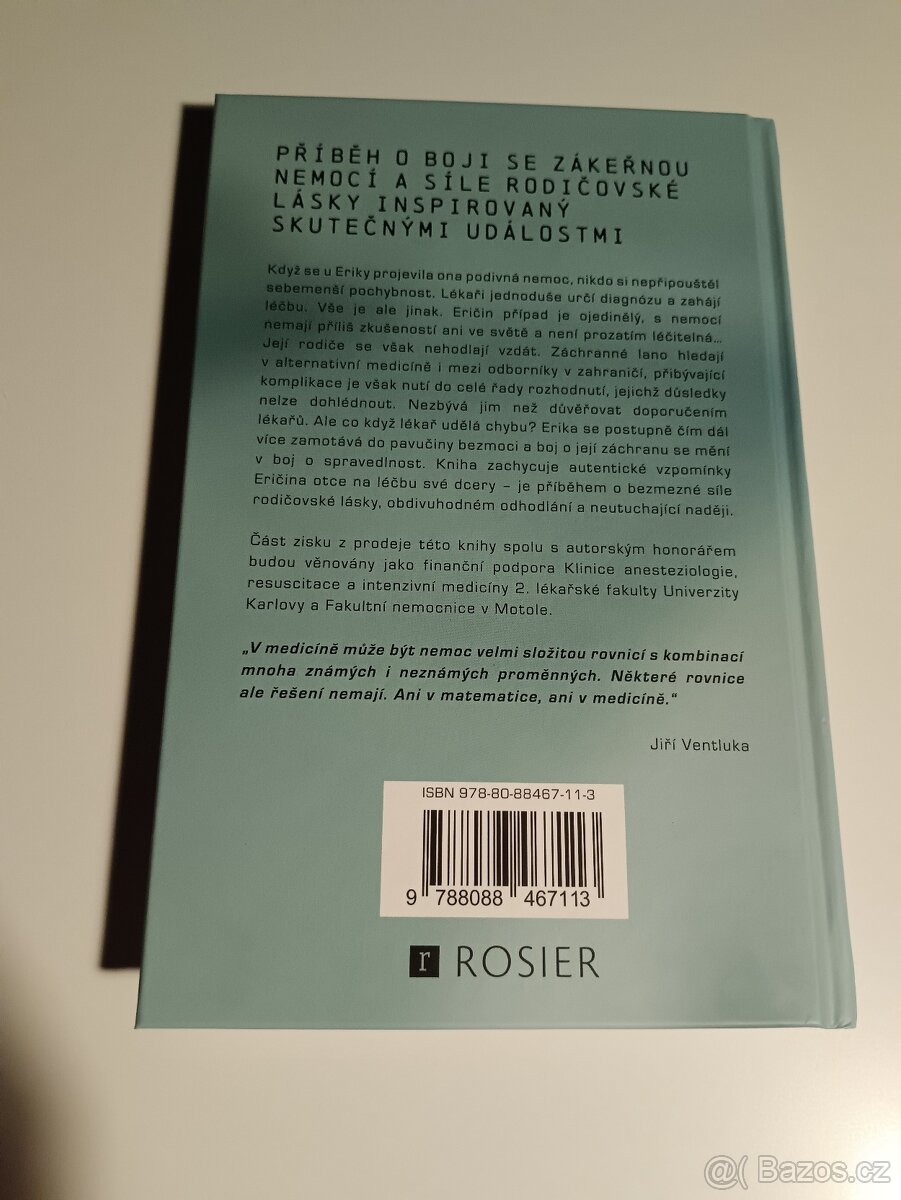 PŘÍBĚH O BOJI SE ZÁKEŘNOU
NEMOCÍ A SÍLE RODIČOVSKÉ
LÁSKY INSPIROVANÝ
SKUTEČNÝMI UDÁLOSTMI
Když se u Eriky projevila ona podivná nemoc, nikdo si nepřipouštěl
sebemenší pochybnost. Lékaři jednoduše určí diagnózu a zahájí
léčbu. Vše je ale jinak. Eričin případ je ojedinělý, s nemocí
nemají příliš zkušeností ani ve světě a není prozatím léčitelná...
Její rodiče se však nehodlají vzdát. Záchranné lano hledají
v alternativní medicíně i mezi odborníky v zahraničí, přibývající
komplikace je však nutí do celé řady rozhodnutí, jejichž důsledky
nelze dohlédnout. Nezbývá jim než důvěřovat doporučením
lékařů. Ale co když lékař udělá chybu? Erika se postupně čím dál
více zamotává do pavučiny bezmoci a boj o její záchranu se mění
v boj o spravedlnost. Kniha zachycuje autentické vzpomínky
Eričina otce na léčbu své dcery – je příběhem o bezmezné síle
rodičovské lásky, obdivuhodném odhodlání a neutuchající naději.
Část zisku z prodeje této knihy spolu s autorským honorářem
budou věnovány jako finanční podpora Klinice anesteziologie,
resuscitace a intenzivní medicíny 2. lékařské fakulty Univerzity
Karlovy a Fakultní nemocnice v Motole.
„V medicíně může být nemoc velmi složitou rovnicí s kombinací
mnoha známých i neznámých proměnných. Některé rovnice
ale řešení nemají. Ani v matematice, ani v medicíně.“
Jiří Ventluka
ISBN 978-80-88467-11-3
9 788088 467113
r ROSIER
@( Bazos.cz